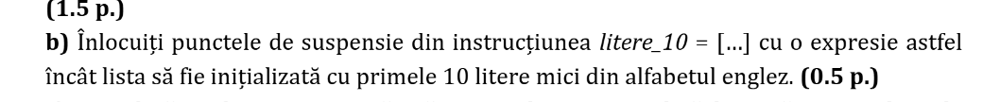 (1.5 p.)
b) Înlocuiți punctele de suspensie din instrucțiunea litere_10 = [...] cu o expresie astfel
încât lista să fie inițializată cu primele 10 litere mici din alfabetul englez. (0.5 p.)